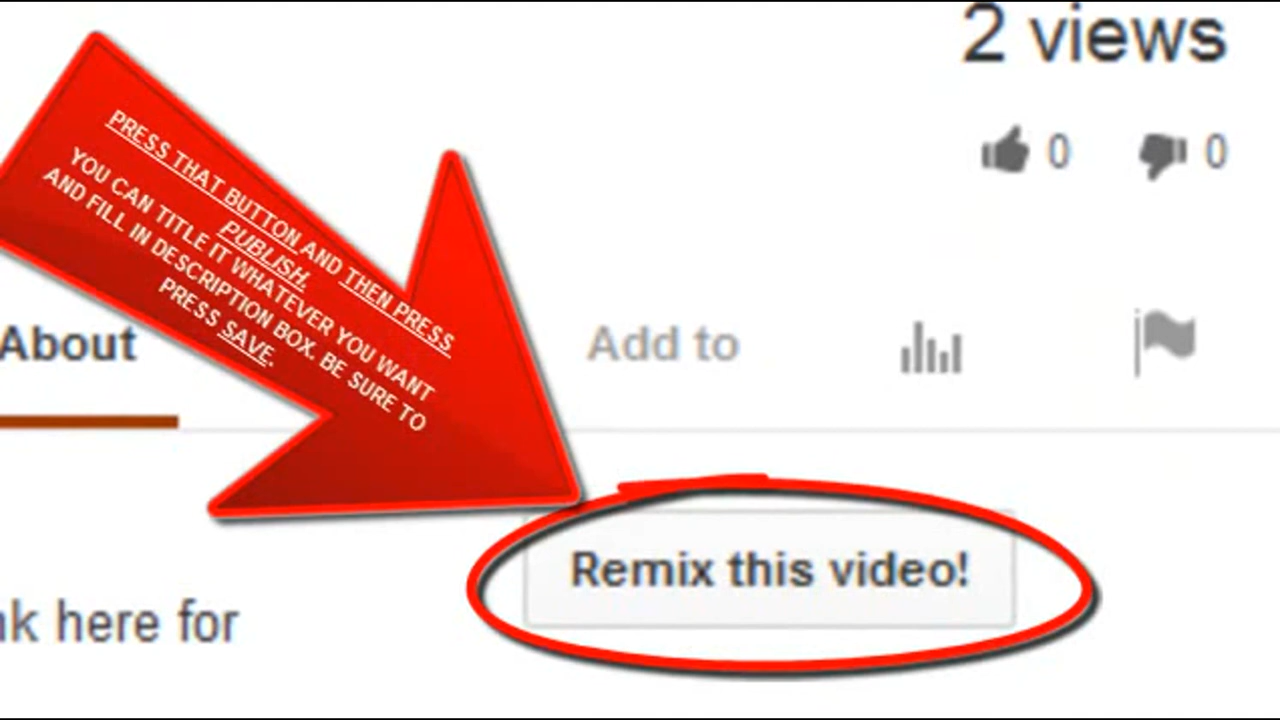 2 views
0 0
PRESS THAT BUTTON AND THEN PRESS
PUBLISH.
YOU CAN TITLE IT WHATEVER YOU WANT
AND FILL IN DESCRIPTION BOX. BE SURE TO
PRESS SAVE.
About Add to
Remix this video!
nk here for